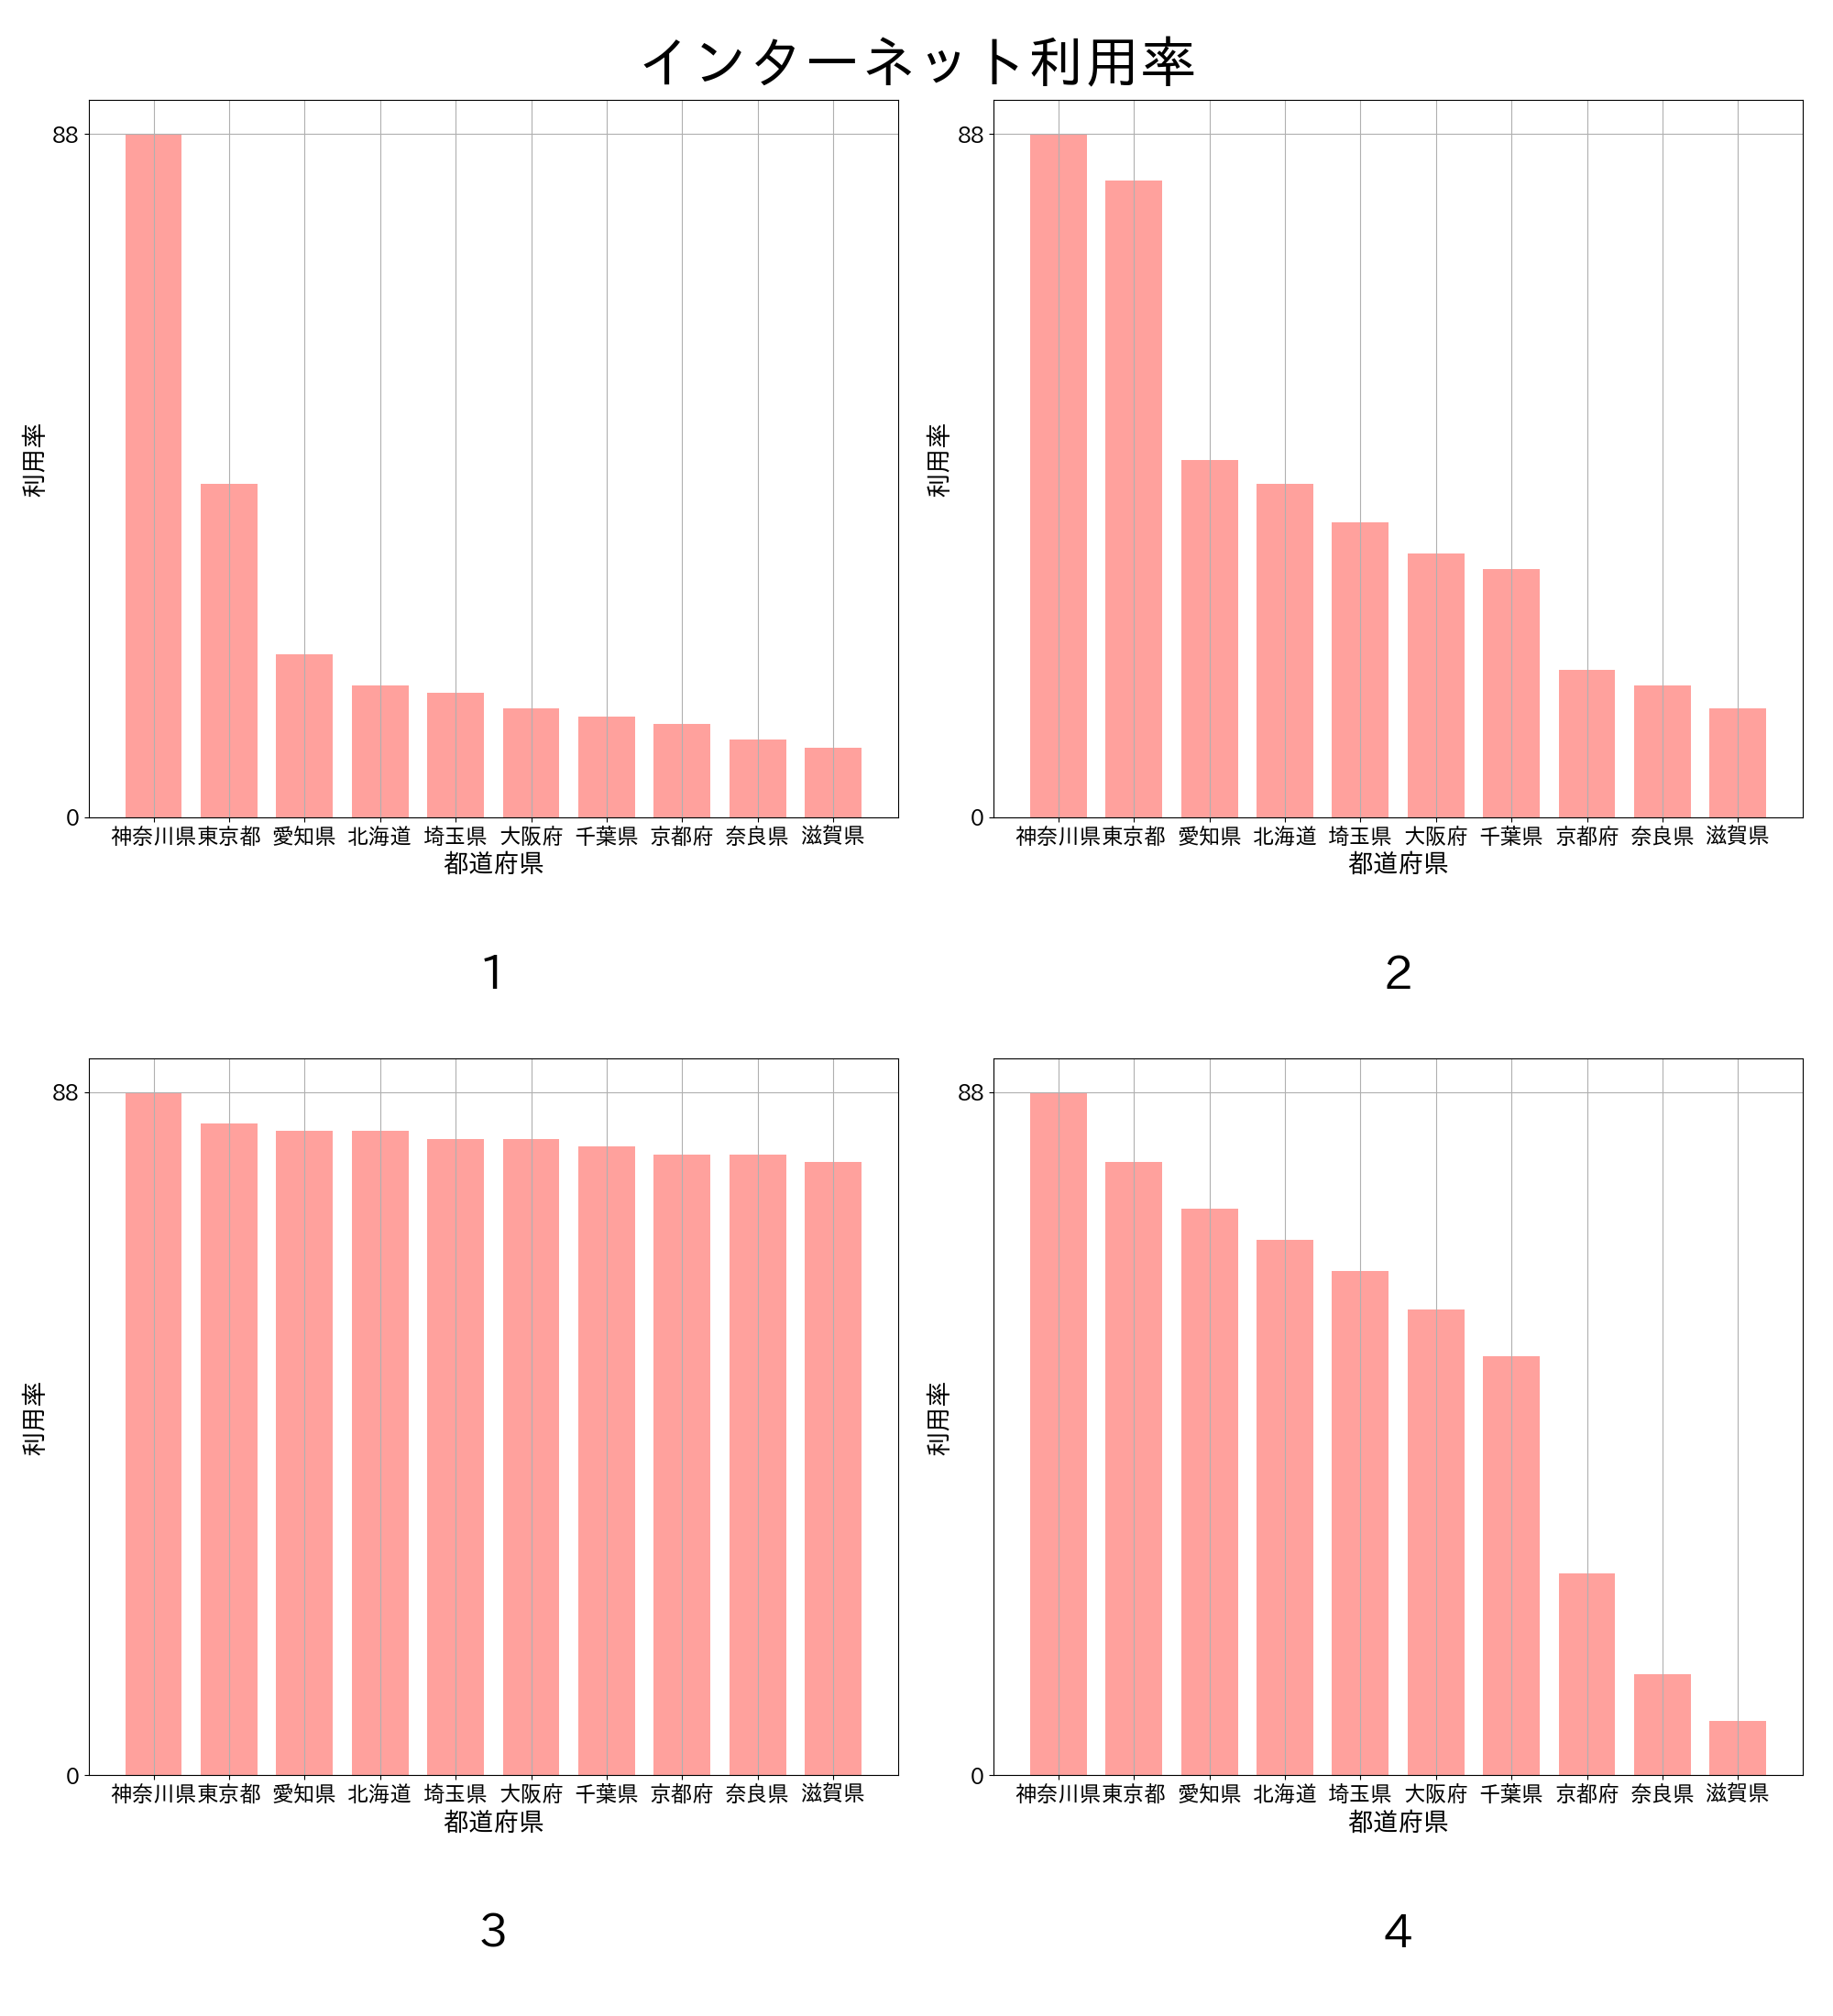 インターネット利用率
88
0
利用率
神奈川県 東京都 愛知県 北海道 埼玉県 大阪府 千葉県 京都府 奈良県 滋賀県
都道府県
1
88
0
利用率
神奈川県 東京都 愛知県 北海道 埼玉県 大阪府 千葉県 京都府 奈良県 滋賀県
都道府県
2
88
0
利用率
神奈川県 東京都 愛知県 北海道 埼玉県 大阪府 千葉県 京都府 奈良県 滋賀県
都道府県
3
88
0
利用率
神奈川県 東京都 愛知県 北海道 埼玉県 大阪府 千葉県 京都府 奈良県 滋賀県
都道府県
4